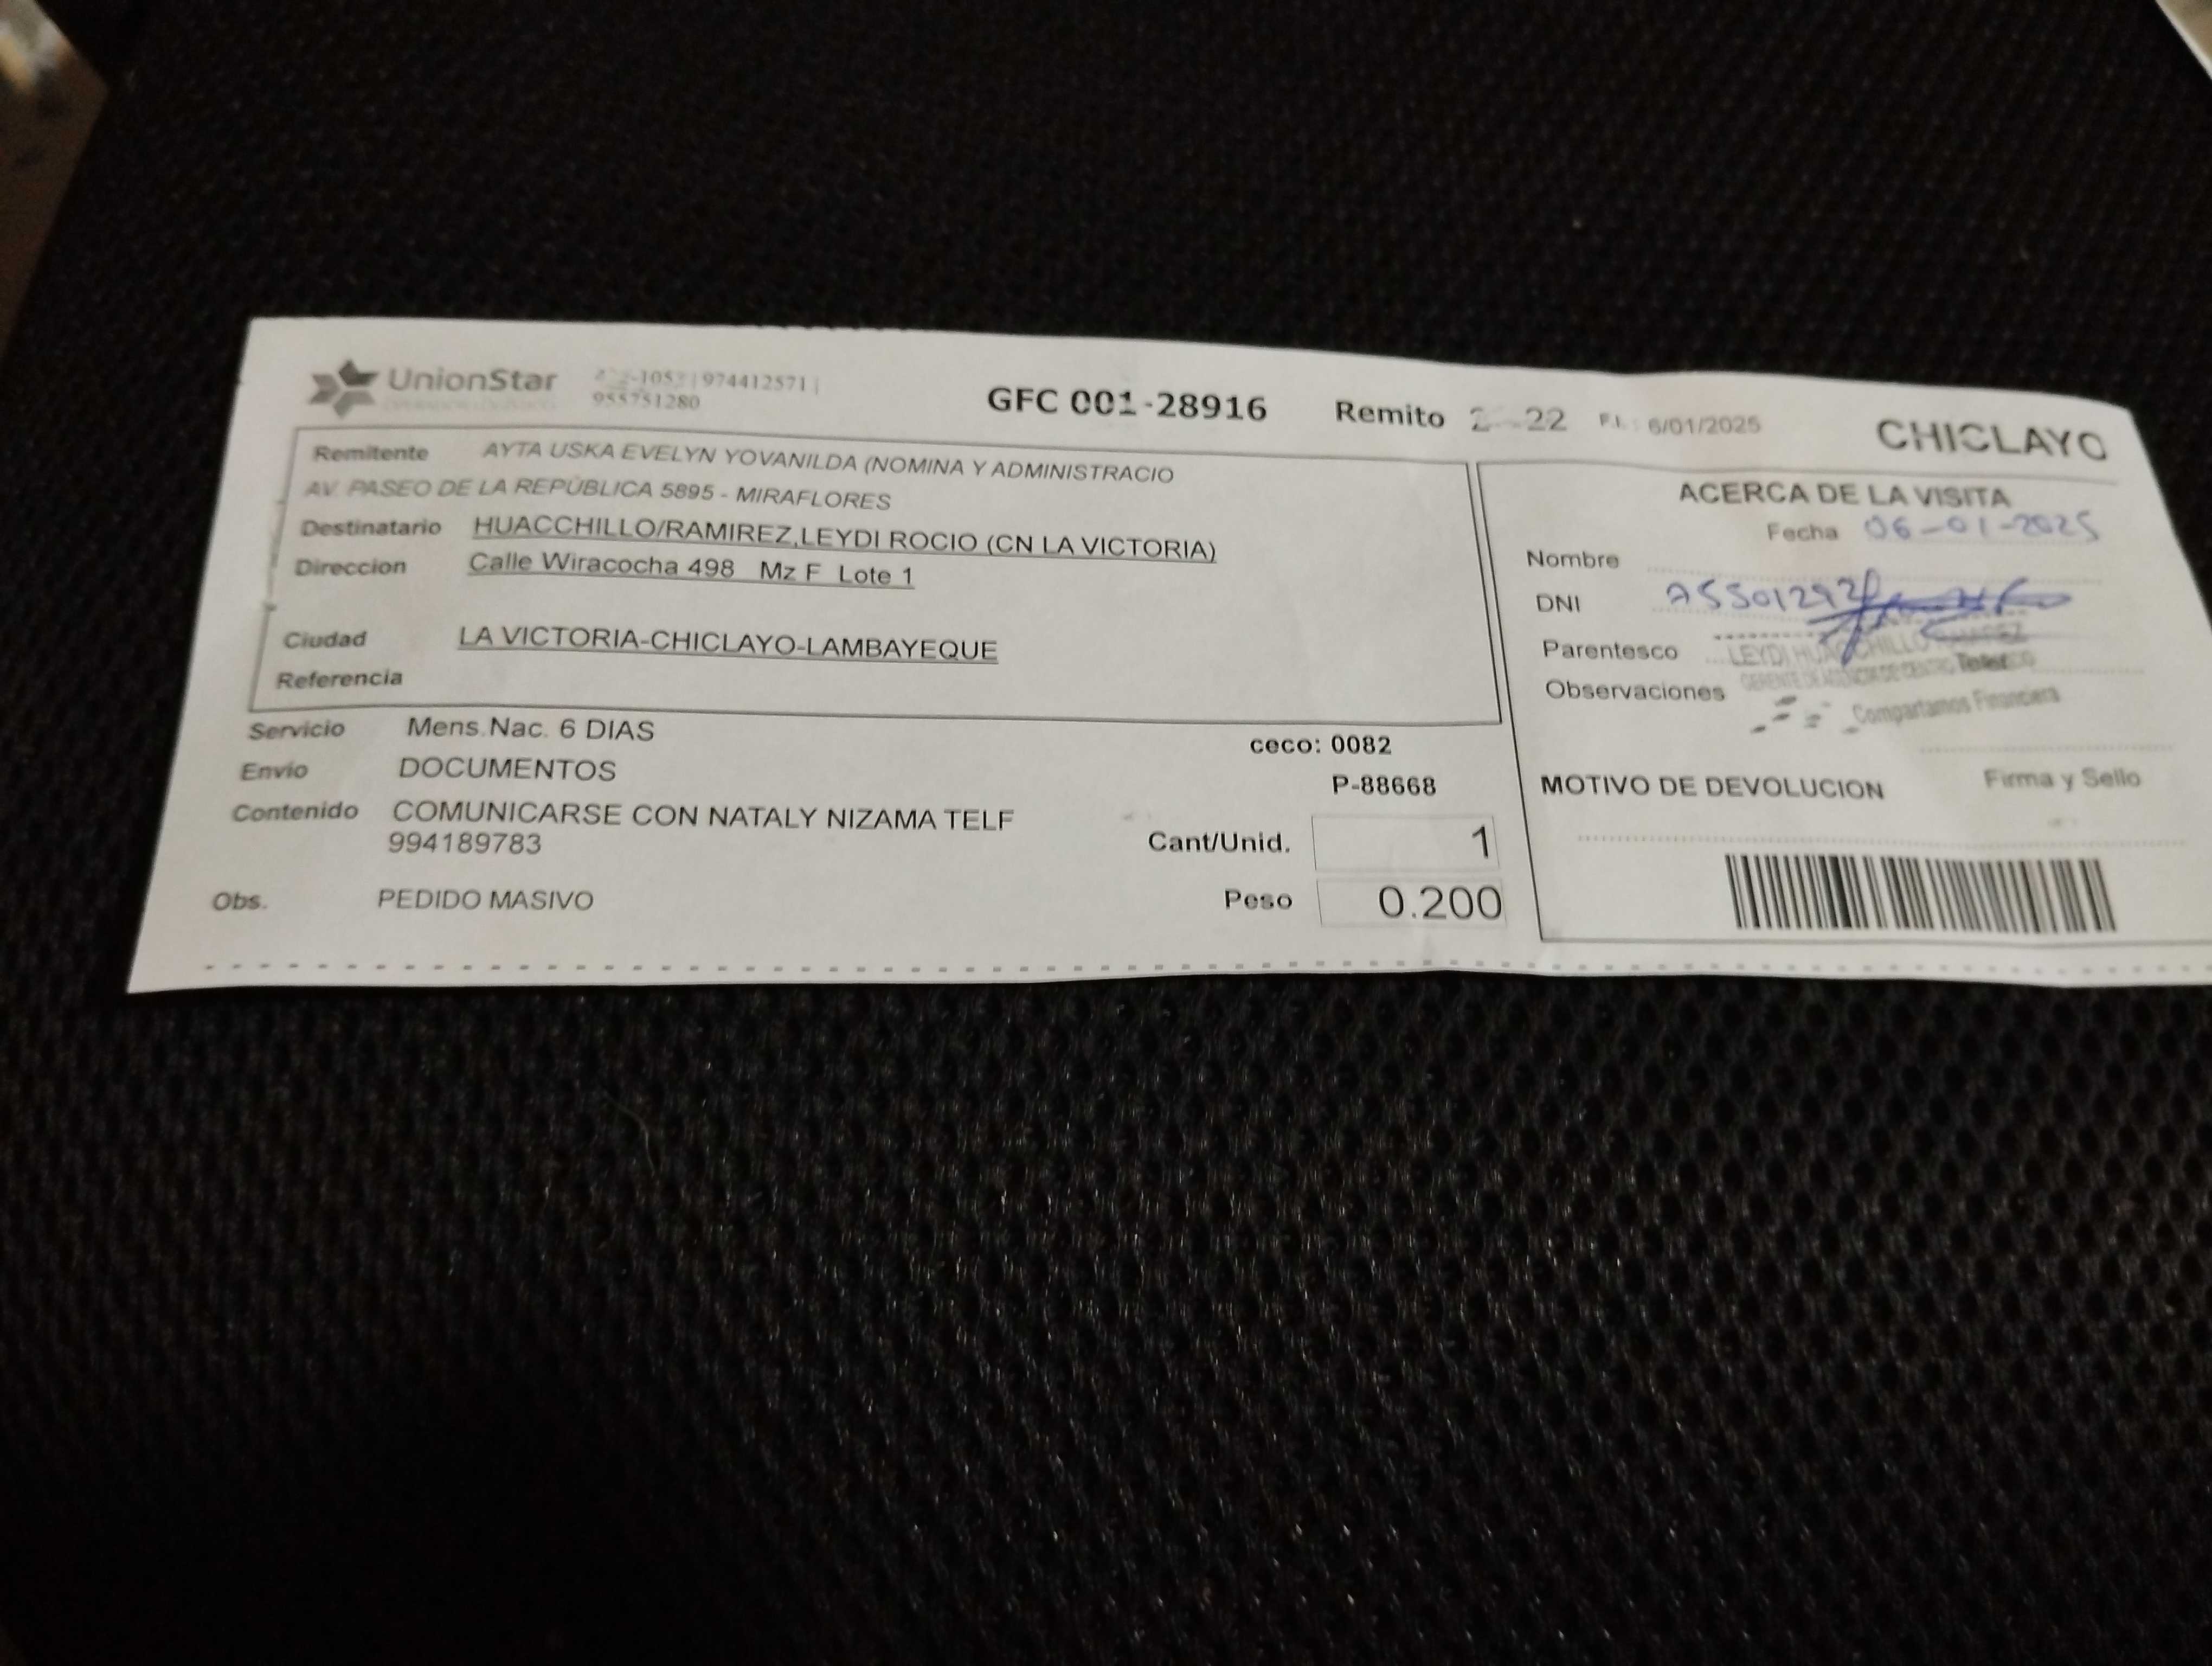 UnionStar
974412571 |
955751280
GFC 001-28916 Remito 22 6/01/2025 CHICLAYO
Remitente AYTA USKA EVELYN YOVANILDA (NOMINA Y ADMINISTRACIO
AV. PASEO DE LA REPÚBLICA 5895 - MIRAFLORES
Destinatario HUACCHILLO/RAMIREZ,LEYDI ROCIO (CN LA VICTORIA)
Direccion Calle Wiracocha 498 Mz F Lote 1
Ciudad LA VICTORIA-CHICLAYO-LAMBAYEQUE
Referencia
Servicio Mens.Nac. 6 DIAS
ceco: 0082
Envio DOCUMENTOS
P-88668
Contenido COMUNICARSE CON NATALY NIZAMA TELF
994189783
Cant/Unid. 1
Obs. PEDIDO MASIVO
Peso 0.200
ACERCA DE LA VISITA
Fecha 06-01-2025
Nombre
DNI
Parentesco LEYDI
Observaciones
Compartamos Financiera
Firma y Sello
MOTIVO DE DEVOLUCION